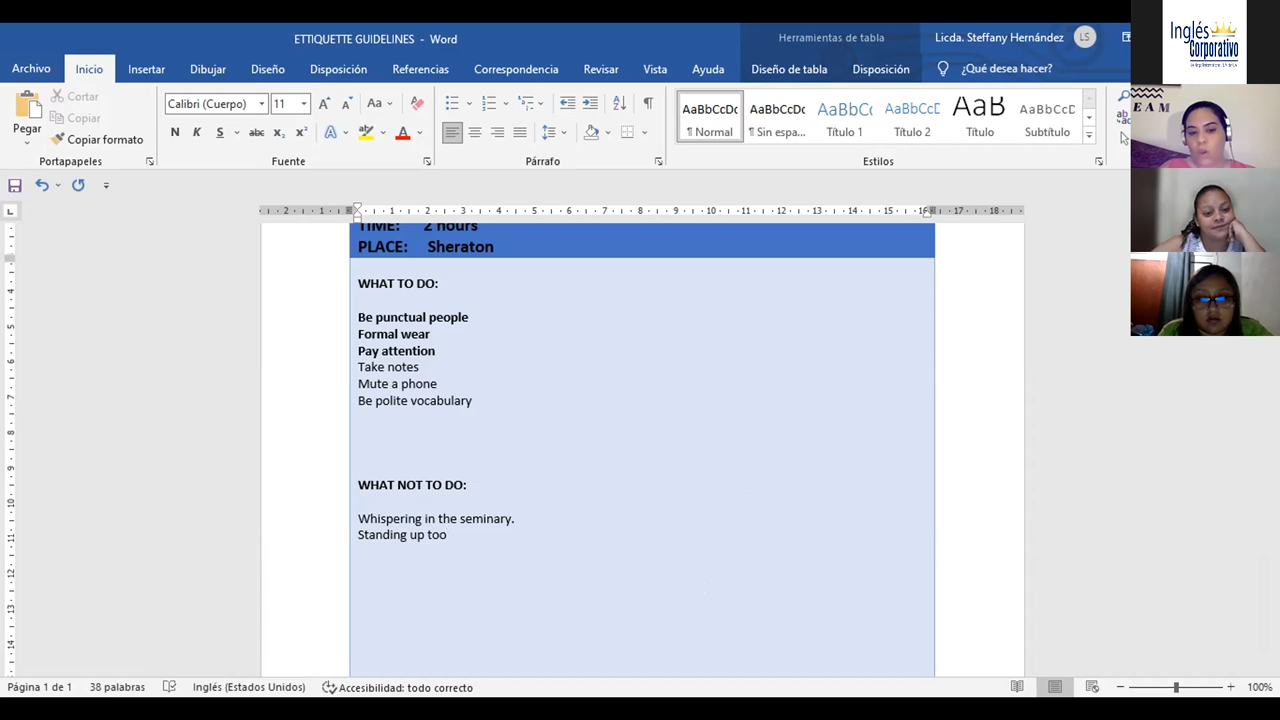 ETTIQUETTE GUIDELINES - Word
Herramientas de tabla
Licda. Steffany Hernández
LS
Archivo
Inicio
Insertar
Dibujar
Diseño
Disposición
Referencias
Correspondencia
Revisar
Vista
Ayuda
Diseño de tabla
Disposición
¿Qué desea hacer?
Pegar
Cortar
Copiar
Copiar formato
Portapapeles
Calibri (Cuerpo)
11
Fuente
Párrafo
AaBbCcDc
¶ Normal
AaBbCcDc
¶ Sin espa...
AaBbCc
Título 1
AaBbCcD
Título 2
AaB
Título
AaBbCcD
Subtítulo
Estilos
Inglés
Corporativo
EAM
TIME: 2 hours
PLACE: Sheraton
WHAT TO DO:
Be punctual people
Formal wear
Pay attention
Take notes
Mute a phone
Be polite vocabulary
WHAT NOT TO DO:
Whispering in the seminary.
Standing up too
Página 1 de 1
38 palabras
Inglés (Estados Unidos)
Accesibilidad: todo correcto
100%